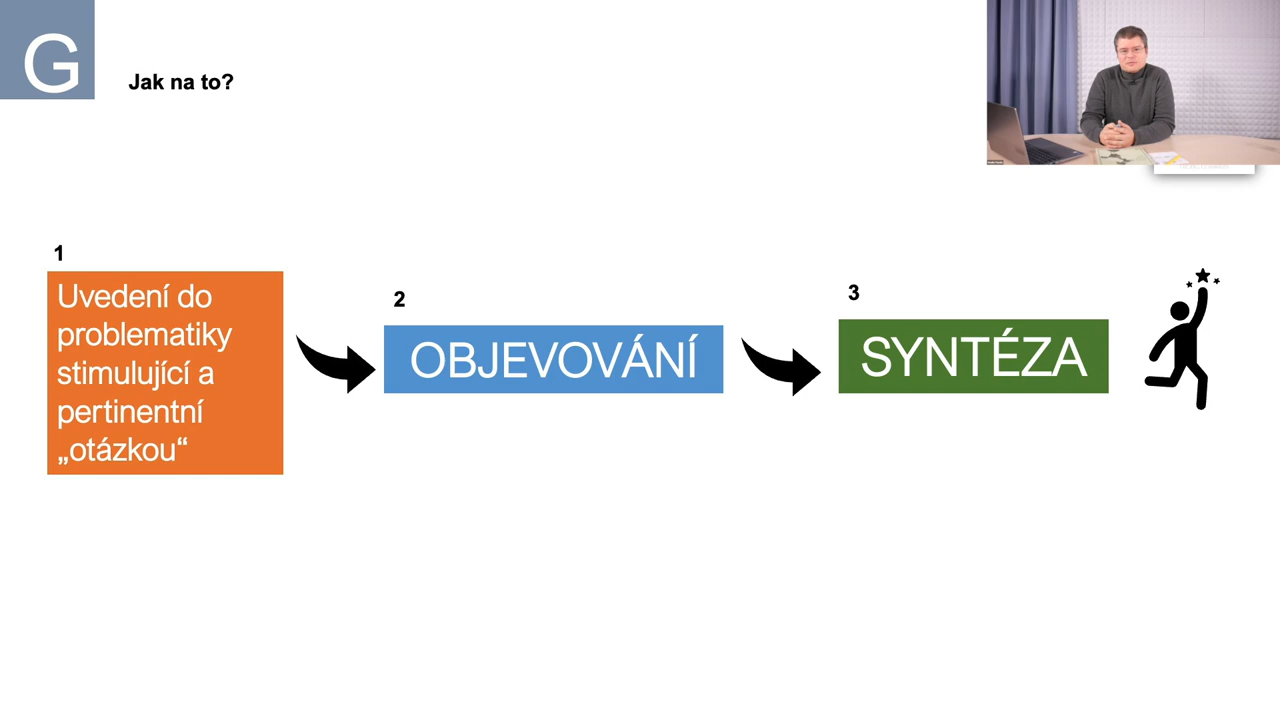 G
Jak na to?
1
Uvedení do
problematiky
stimulující a
pertinentní
„otázkou“
2
OBJEVOVÁNÍ
3
SYNTÉZA